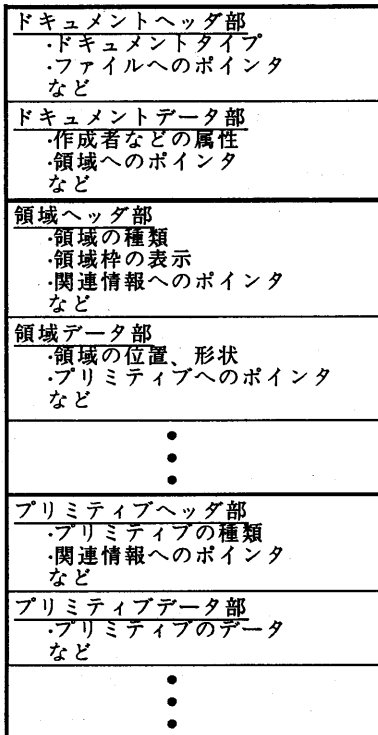 ドキュメントヘッダ部
・ドキュメントタイプ
・ファイルへのポインタ
など
ドキュメントデータ部
・作成者などの属性
・領域へのポインタ
など
領域ヘッダ部
・領域の種類
・領域枠の表示
・関連情報へのポインタ
など
領域データ部
・領域の位置、形状
・プリミティブへのポインタ
など
プリミティブヘッダ部
・プリミティブの種類
・関連情報へのポインタ
など
プリミティブデータ部
・プリミティブのデータ
など